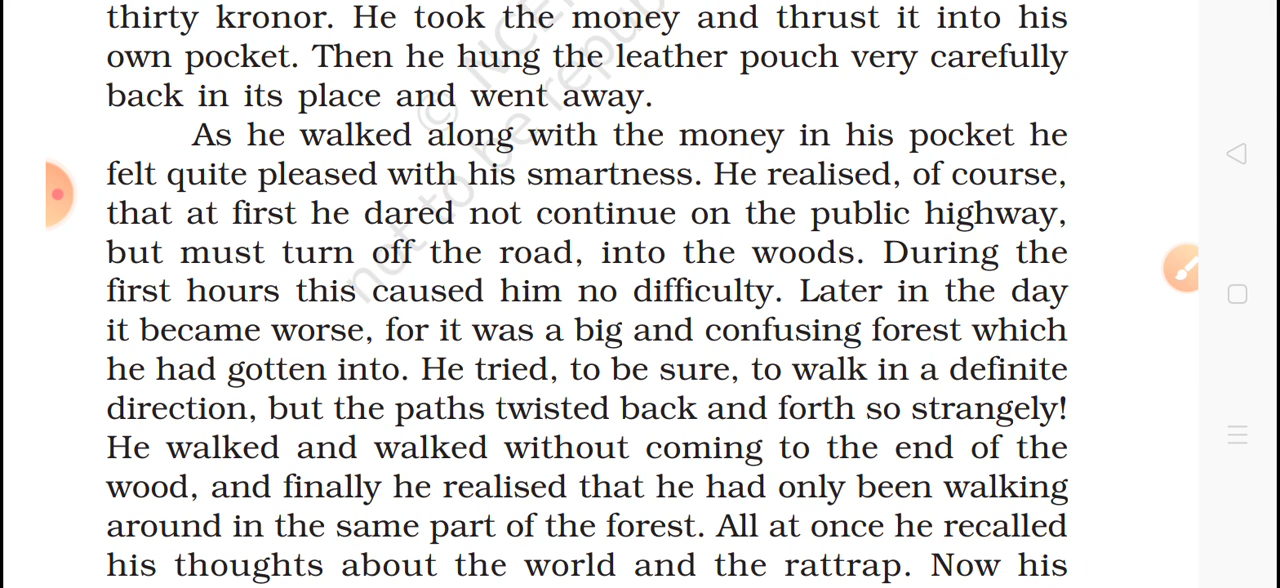 thirty kronor. He took the money and thrust it into his
own pocket. Then he hung the leather pouch very carefully
back in its place and went away.
As he walked along with the money in his pocket he
felt quite pleased with his smartness. He realised, of course,
that at first he dared not continue on the public highway,
but must turn off the road, into the woods. During the
first hours this caused him no difficulty. Later in the day
it became worse, for it was a big and confusing forest which
he had gotten into. He tried, to be sure, to walk in a definite
direction, but the paths twisted back and forth so strangely!
He walked and walked without coming to the end of the
wood, and finally he realised that he had only been walking
around in the same part of the forest. All at once he recalled
his thoughts about the world and the rattrap. Now his
© NCE
not to be repu